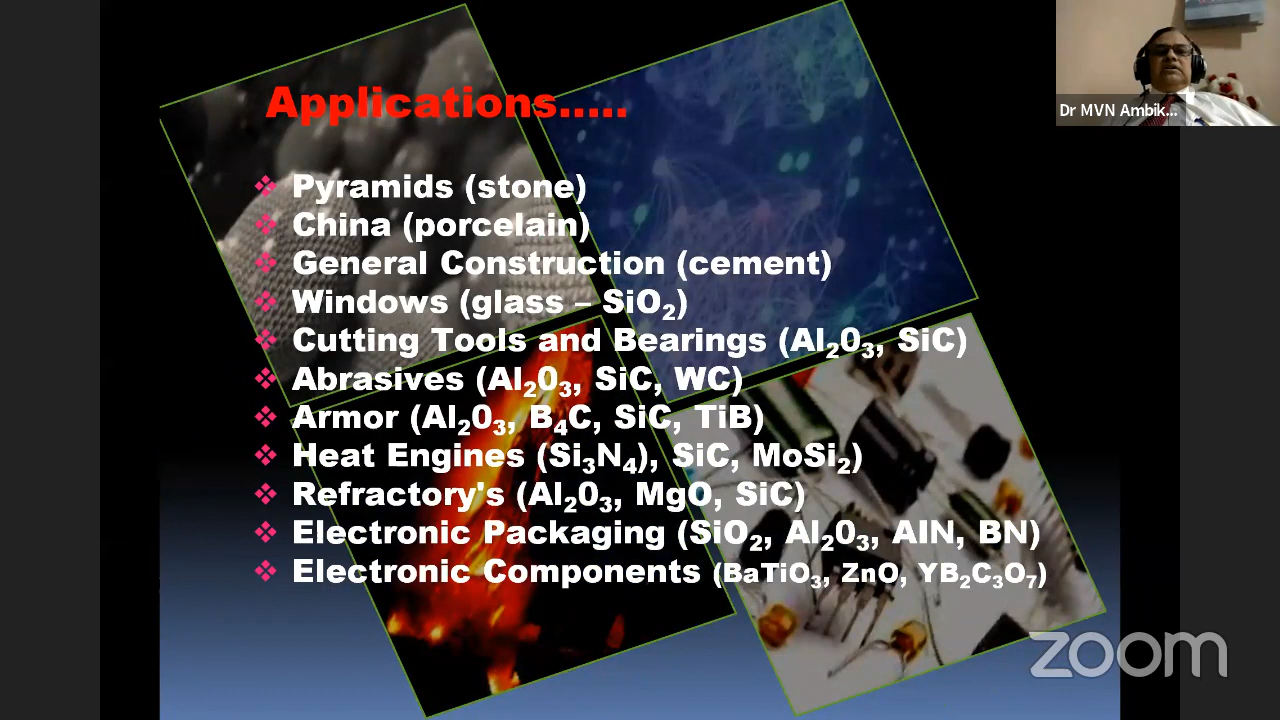 Applications.....
Dr MVN Ambik...
❖ Pyramids (stone)
❖ China (porcelain)
❖ General Construction (cement)
❖ Windows (glass – SiO₂)
❖ Cutting Tools and Bearings (Al₂0₃, SiC)
❖ Abrasives (Al₂0₃, SiC, WC)
❖ Armor (Al₂0₃, B₄C, SiC, TiB)
❖ Heat Engines (Si₃N₄), SiC, MoSi₂)
❖ Refractory's (Al₂0₃, MgO, SiC)
❖ Electronic Packaging (SiO₂, Al₂0₃, AlN, BN)
❖ Electronic Components (BaTiO₃, ZnO, YB₂C₃O₇)
zoom